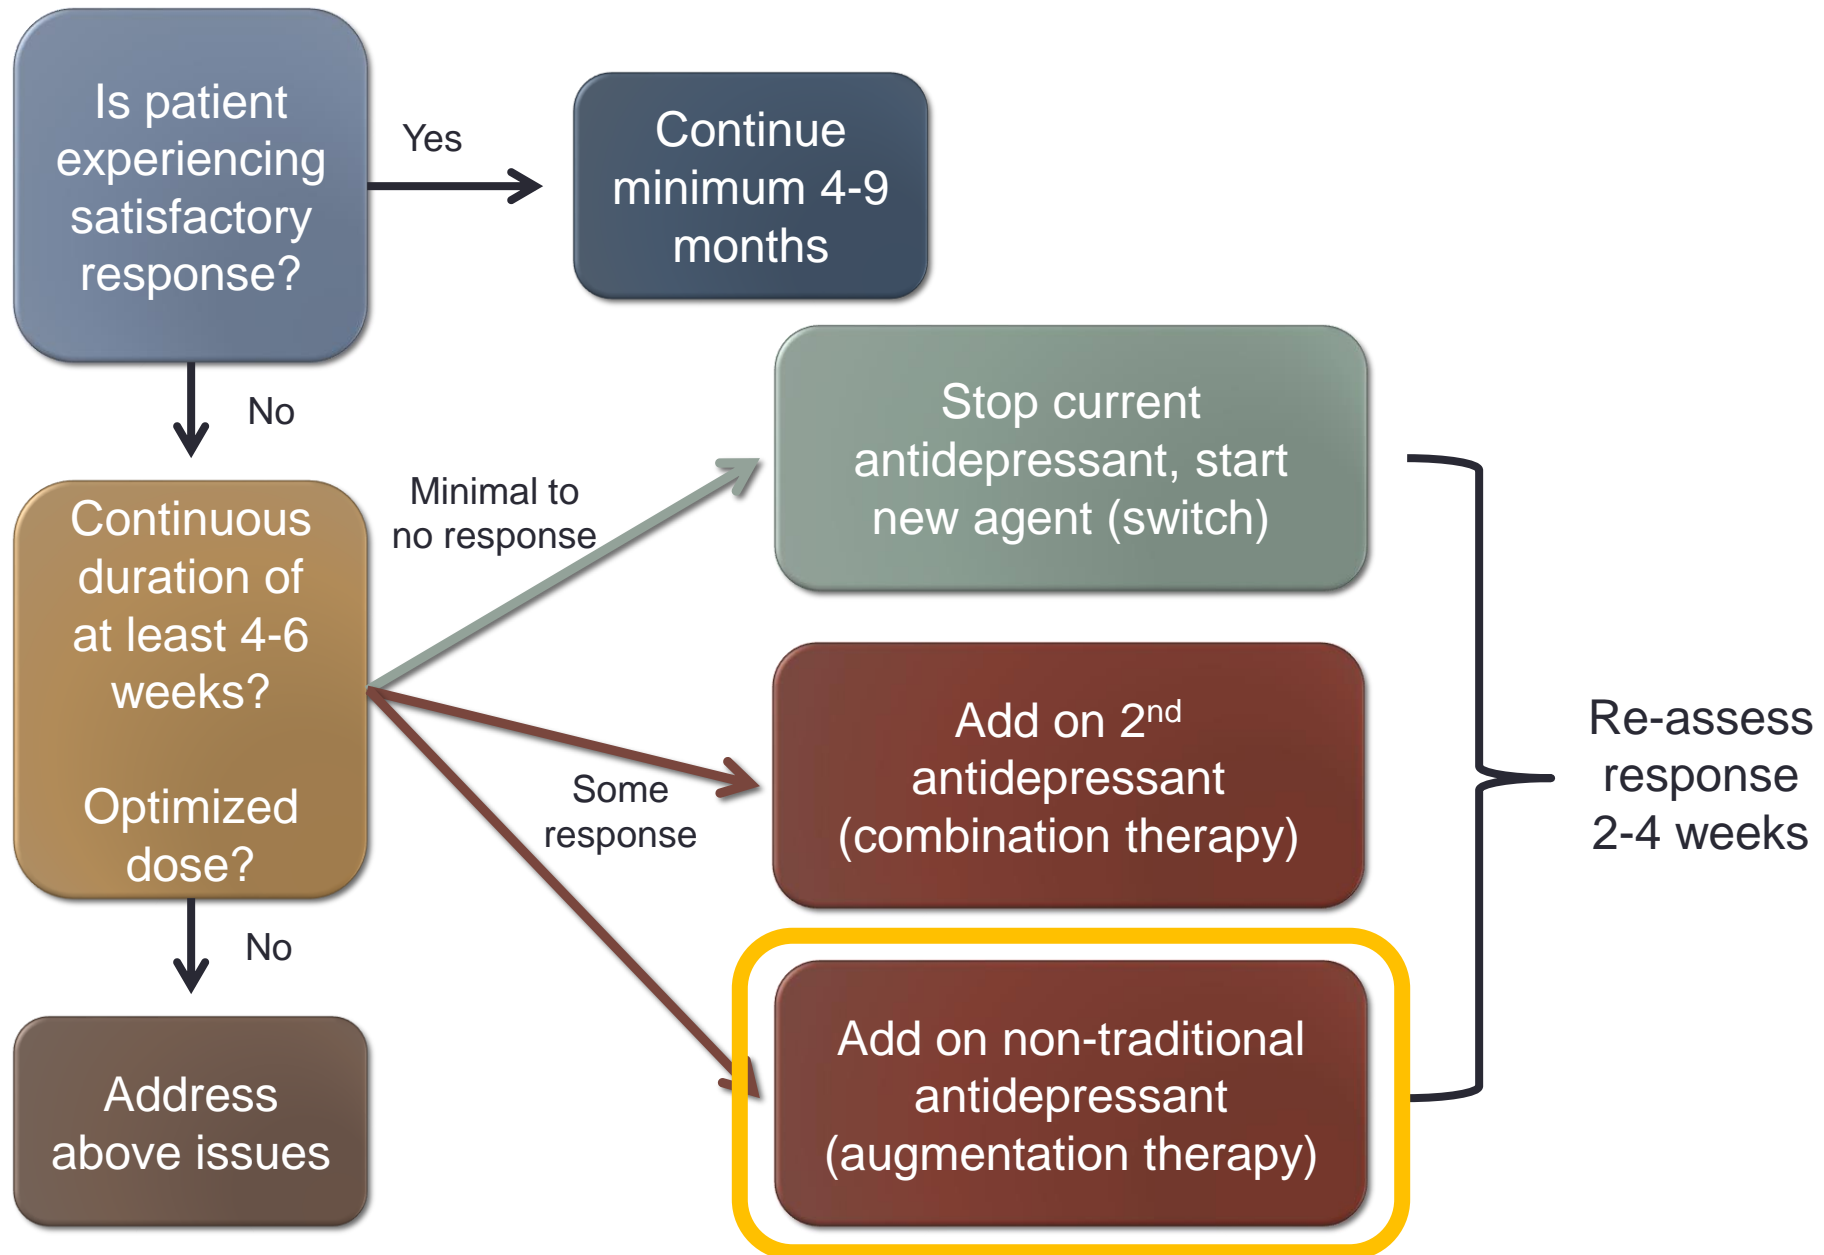 Is patient
experiencing
satisfactory
response?
Yes
Continue
minimum 4-9
months
No
Continuous
duration of
at least 4-6
weeks?
Optimized
dose?
No
Address
above issues
Minimal to
no response
Stop current
antidepressant, start
new agent (switch)
Some
response
Add on 2nd
antidepressant
(combination therapy)
Add on non-traditional
antidepressant
(augmentation therapy)
Re-assess
response
2-4 weeks